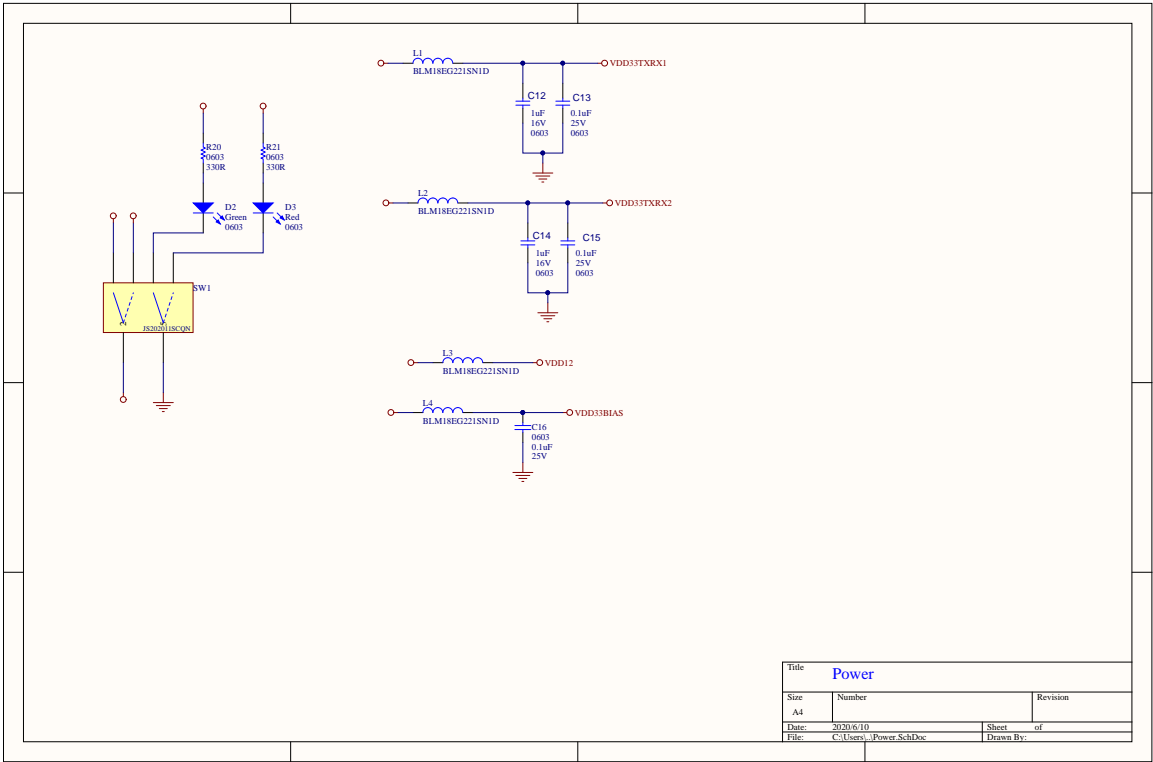 L1
BLM18EG221SN1D
VDD33TXRX1
C12
1uF
16V
0603
C13
0.1uF
25V
0603
R20
0603
330R
R21
0603
330R
D2
Green
0603
D3
Red
0603
SW1
JS202011SCQN
L2
BLM18EG221SN1D
VDD33TXRX2
C14
1uF
16V
0603
C15
0.1uF
25V
0603
L3
BLM18EG221SN1D
VDD12
L4
BLM18EG221SN1D
VDD33BIAS
C16
0603
0.1uF
25V
Title
Power
Size
Number
Revision
A4
Date: 2020/6/10 Sheet of
File: C:\Users\..\Power.SchDoc Drawn By: